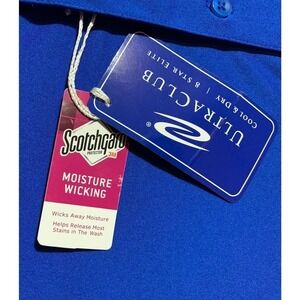 Scotchgard
PROTECTOR
MOISTURE
WICKING
Wicks Away Moisture
Helps Release Most
Stains in The Wash
®
ULTRACLUB
COOL & DRY | 8 STAR ELITE